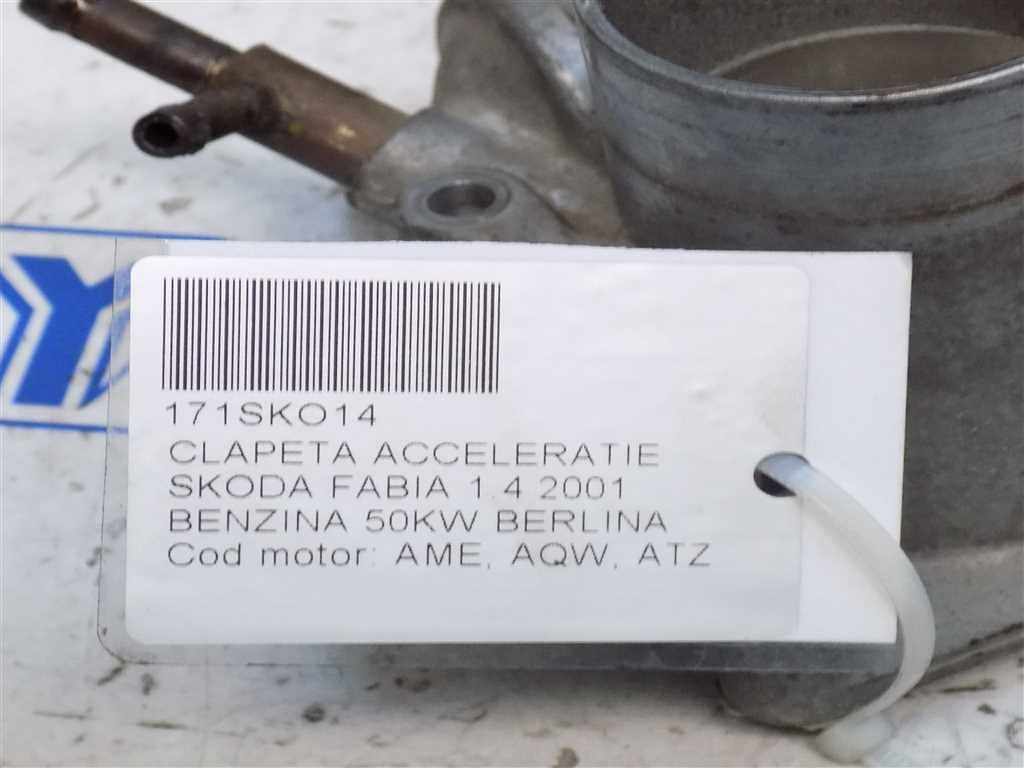 171SKO14
CLAPETA ACCELERATIE
SKODA FABIA 1.4 2001
BENZINA 50KW BERLINA
Cod motor: AME, AQW, ATZ